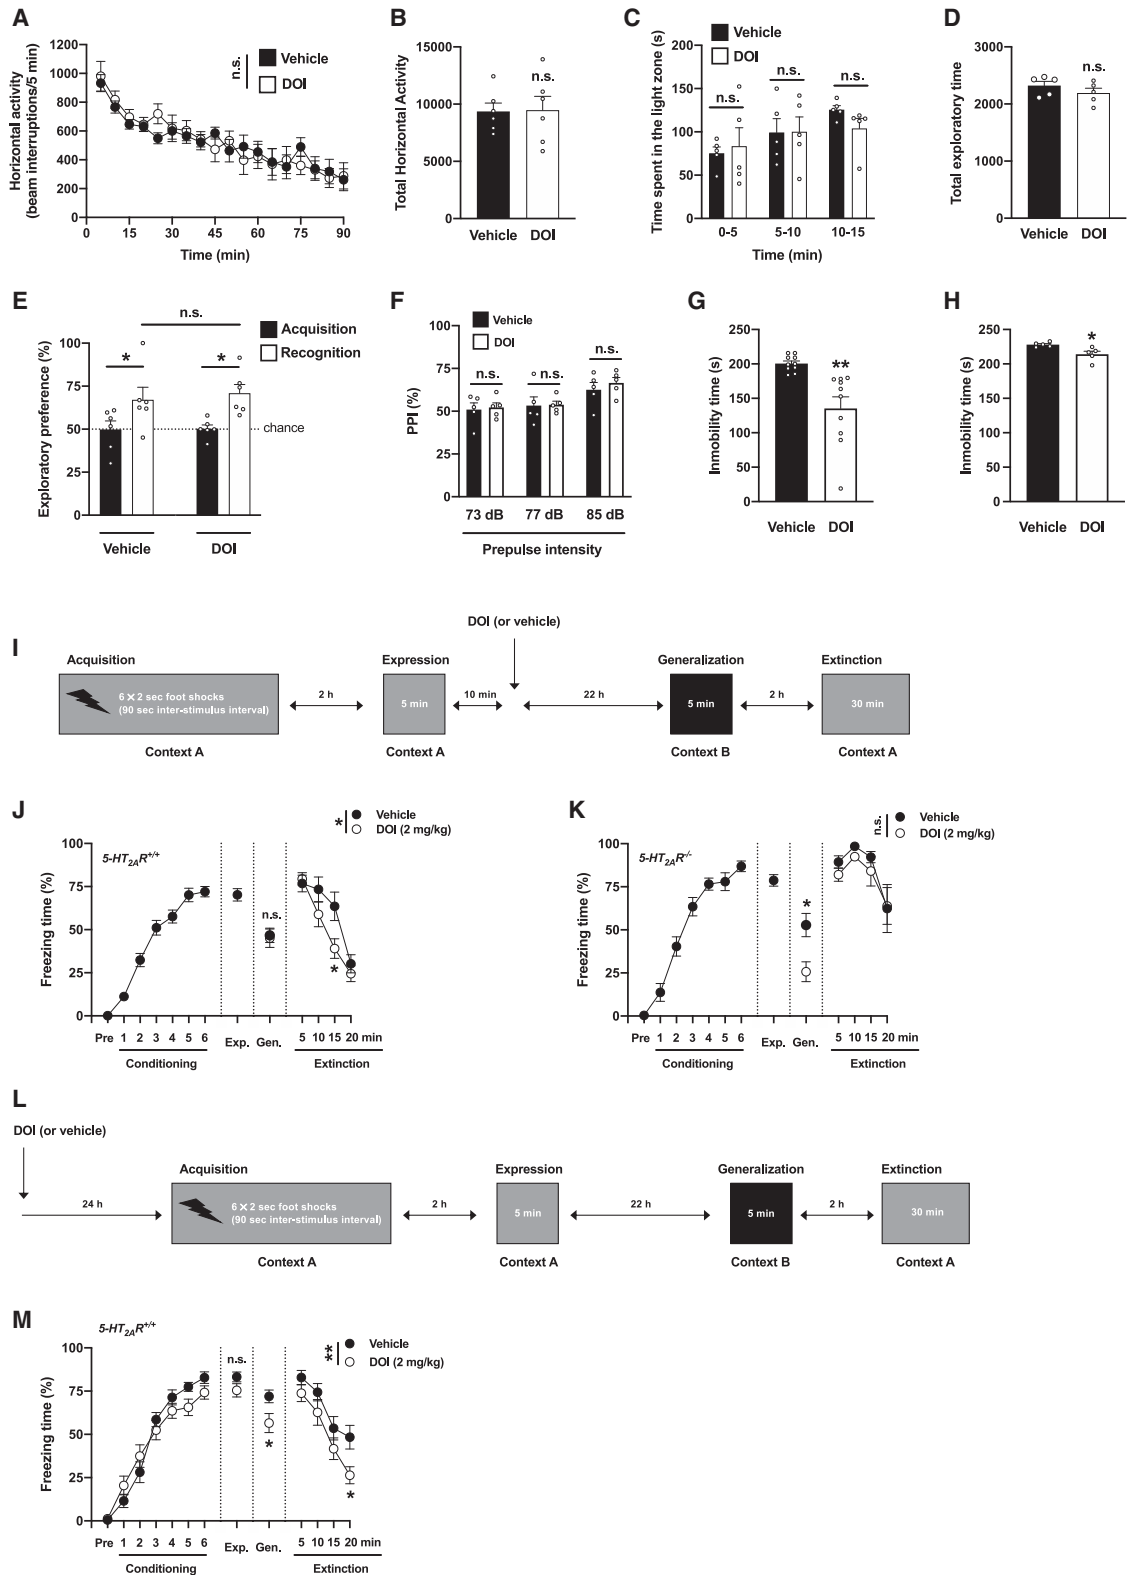 A
Horizontal activity
(beam interruptions/5 min)
1200
1000
800
600
400
200
0
n.s.
Vehicle
DOI
0 15 30 45 60 75 90
Time (min)
B
Total Horizontal Activity
15000
10000
5000
0
n.s.
Vehicle DOI
C
Time spent in the light zone (s)
Vehicle
DOI
200
150
100
50
0
n.s. n.s. n.s.
0-5 5-10 10-15
Time (min)
D
Total exploratory time
3000
2000
1000
0
n.s.
Vehicle DOI
E
Exploratory preference (%)
100
75
50
25
0
n.s.
* *
Acquisition
Recognition
chance
Vehicle DOI
F
PPI (%)
Vehicle
DOI
100
75
50
25
0
n.s. n.s. n.s.
73 dB 77 dB 85 dB
Prepulse intensity
G
Inmobility time (s)
250
200
150
100
50
0
**
Vehicle DOI
H
Inmobility time (s)
250
200
150
100
50
0
*
Vehicle DOI
I
DOI (or vehicle)
Acquisition Expression Generalization Extinction
6 × 2 sec foot shocks
(90 sec inter-stimulus interval)
2 h 5 min 10 min 22 h 5 min 2 h 30 min
Context A Context A Context B Context A
J
5-HT2AR+/+
* Vehicle
DOI (2 mg/kg)
Freezing time (%)
100
75
50
25
0
n.s.
*
Pre 1 2 3 4 5 6 Exp. Gen. 5 10 15 20 min
Conditioning Extinction
K
5-HT2AR-/-
n.s. Vehicle
DOI (2 mg/kg)
Freezing time (%)
100
75
50
25
0
*
Pre 1 2 3 4 5 6 Exp. Gen. 5 10 15 20 min
Conditioning Extinction
L
DOI (or vehicle)
Acquisition Expression Generalization Extinction
24 h
6 × 2 sec foot shocks
(90 sec inter-stimulus interval)
2 h 5 min 22 h 5 min 2 h 30 min
Context A Context A Context B Context A
M
5-HT2AR+/+
** Vehicle
DOI (2 mg/kg)
Freezing time (%)
100
75
50
25
0
n.s.
*
*
Pre 1 2 3 4 5 6 Exp. Gen. 5 10 15 20 min
Conditioning Extinction